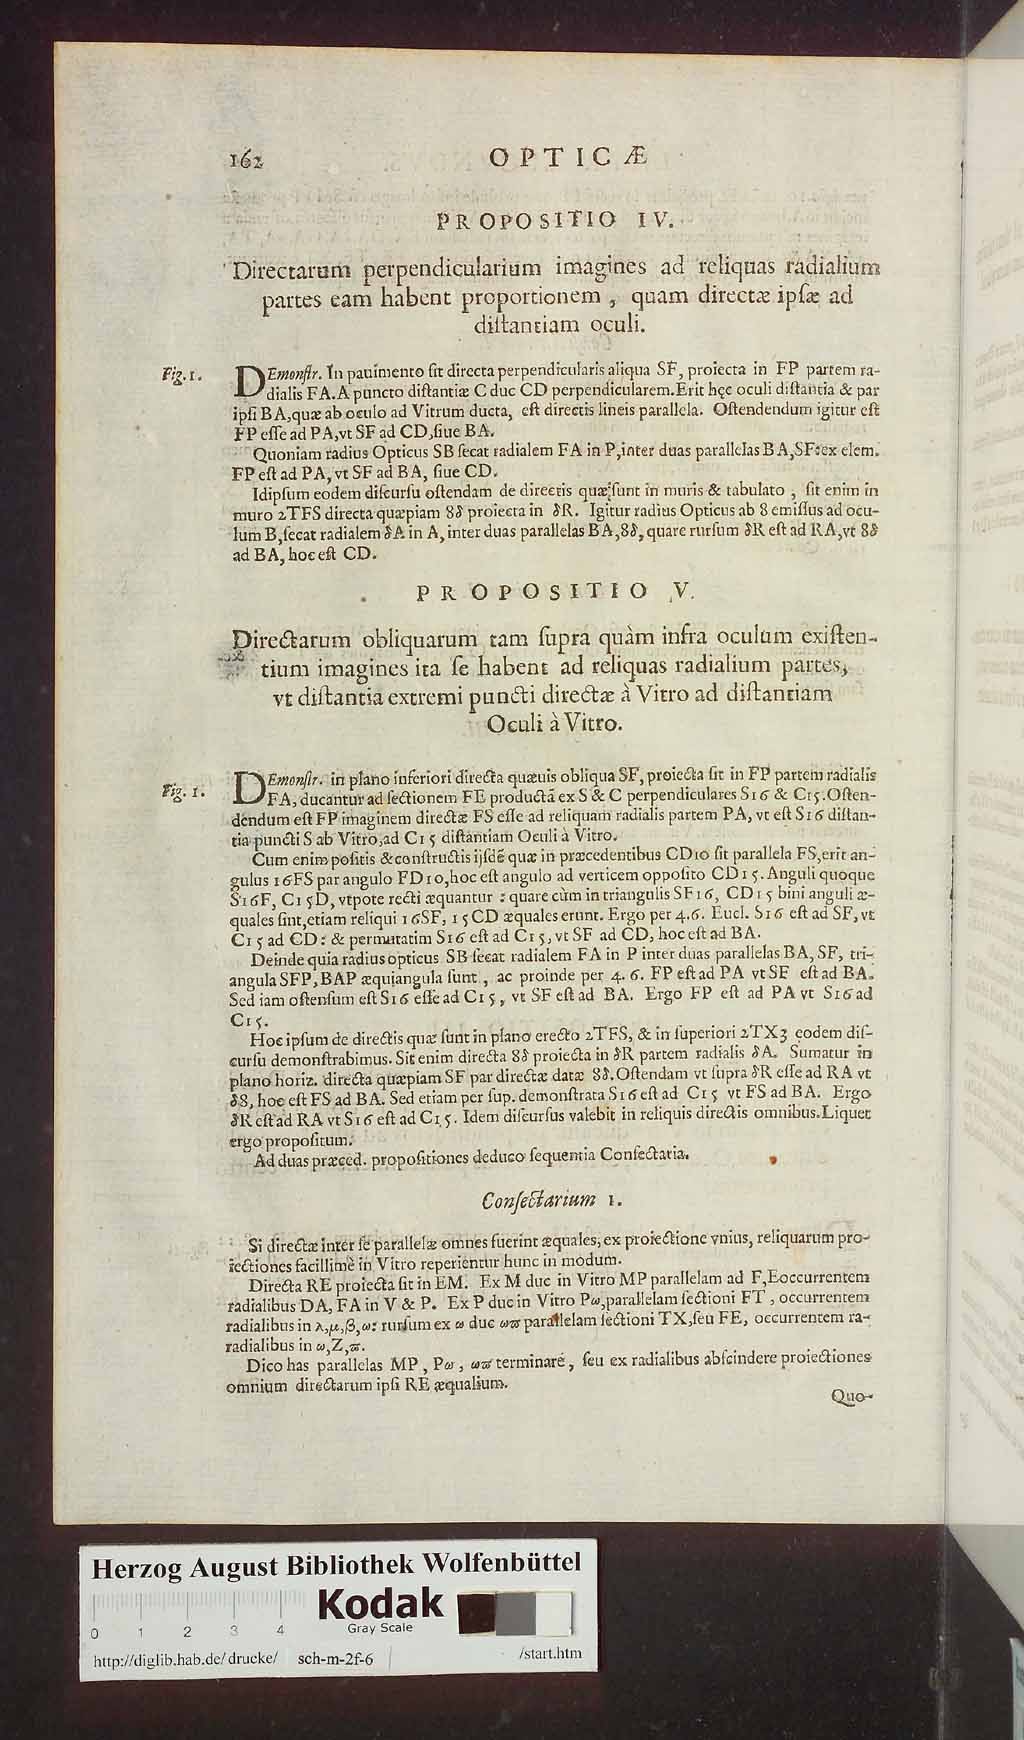 162 OPTICÆ
PROPOSITIO IV.
Directarum perpendicularium imagines ad reliquas radialium
partes eam habent proportionem, quam directæ ipſæ ad
diſtantiam oculi.
Fig. 1.
DEmonſtr. In pauimento ſit directa perpendicularis aliqua SF, proiecta in FP partem ra-
dialis FA. A puncto diſtantiæ C duc CD perpendicularem. Erit hęc oculi diſtantia & par
ipſi BA, quæ ab oculo ad Vitrum ducta, eſt directis lineis parallela. Oſtendendum igitur eſt
FP eſſe ad PA, vt SF ad CD, ſiue BA.
Quoniam radius Opticus SB ſecat radialem FA in P, inter duas parallelas BA, SF: ex elem.
FP eſt ad PA, vt SF ad BA, ſiue CD.
Idipſum eodem diſcurſu oſtendam de directis quæ ſunt in muris & tabulato, ſit enim in
muro 2TFS directa quæpiam 8δ proiecta in δR. Igitur radius Opticus ab 8 emiſſus ad ocu-
lum B, ſecat radialem δA in A, inter duas parallelas BA, 8δ, quare rurſum δR eſt ad RA, vt 8δ
ad BA, hoc eſt CD.
PROPOSITIO V.
Directarum obliquarum tam ſupra quàm infra oculum exiſten-
tium imagines ita ſe habent ad reliquas radialium partes,
vt diſtantia extremi puncti directæ à Vitro ad diſtantiam
Oculi à Vitro.
Fig. 1.
DEmonſtr. in plano inferiori directa quæuis obliqua SF, proiecta ſit in FP partem radialis
FA, ducantur ad ſectionem FE productã ex S & C perpendiculares S16 & C15. Oſten-
dendum eſt FP imaginem directæ FS eſſe ad reliquam radialis partem PA, vt eſt S16 diſtan-
tia puncti S ab Vitro, ad C15 diſtantiam Oculi à Vitro.
Cum enim poſitis & conſtructis ijſdẽ quæ in præcedentibus CD10 ſit parallela FS, erit an-
gulus 16FS par angulo FD10, hoc eſt angulo ad verticem oppoſito CD15. Anguli quoque
S16F, C15D, vtpote recti æquantur: quare cùm in triangulis SF16, CD15 bini anguli æ-
quales ſint, etiam reliqui 16SF, 15CD æquales erunt. Ergo per 4.6. Eucl. S16 eſt ad SF, vt
C15 ad CD: & permutatim S16 eſt ad C15, vt SF ad CD, hoc eſt ad BA.
Deinde quia radius opticus SB ſecat radialem FA in P inter duas parallelas BA, SF, tri-
angula SFP, BAP æquiangula ſunt, ac proinde per 4. 6. FP eſt ad PA vt SF eſt ad BA.
Sed iam oſtenſum eſt S16 eſſe ad C15, vt SF eſt ad BA. Ergo FP eſt ad PA vt S16 ad
C15.
Hoc ipſum de directis quæ ſunt in plano erecto 2TFS, & in ſuperiori 2TX3 eodem diſ-
curſu demonſtrabimus. Sit enim directa 8δ proiecta in δR partem radialis δA. Sumatur in
plano horiz. directa quæpiam SF par directæ datæ 8δ. Oſtendam vt ſupra δR eſſe ad RA vt
δ8, hoc eſt FS ad BA. Sed etiam per ſup. demonſtrata S16 eſt ad C15 vt FS ad BA. Ergo
δR eſt ad RA vt S16 eſt ad C15. Idem diſcurſus valebit in reliquis directis omnibus. Liquet
ergo propoſitum.
Ad duas præced. propoſitiones deduco ſequentia Conſectaria.
Conſectarium 1.
Si directæ inter ſe parallelæ omnes fuerint æquales, ex proiectione vnius, reliquarum pro-
iectiones facillimè in Vitro reperientur hunc in modum.
Directa RE proiecta ſit in EM. Ex M duc in Vitro MP parallelam ad F, E occurrentem
radialibus DA, FA in V & P. Ex P duc in Vitro Pω, parallelam ſectioni FT, occurrentem
radialibus in λ, μ, β, ω: rurſum ex ω duc ωϖ parallelam ſectioni TX, ſeu FE, occurrentem ra-
radialibus in ω, Z, ϖ.
Dico has parallelas MP, Pω, ωϖ terminare, ſeu ex radialibus abſcindere proiectiones
omnium directarum ipſi RE æqualium.
Quo-
Herzog August Bibliothek Wolfenbüttel
Kodak
Gray Scale
0 1 2 3 4
http://diglib.hab.de/drucke/ sch-m-2f-6 /start.htm